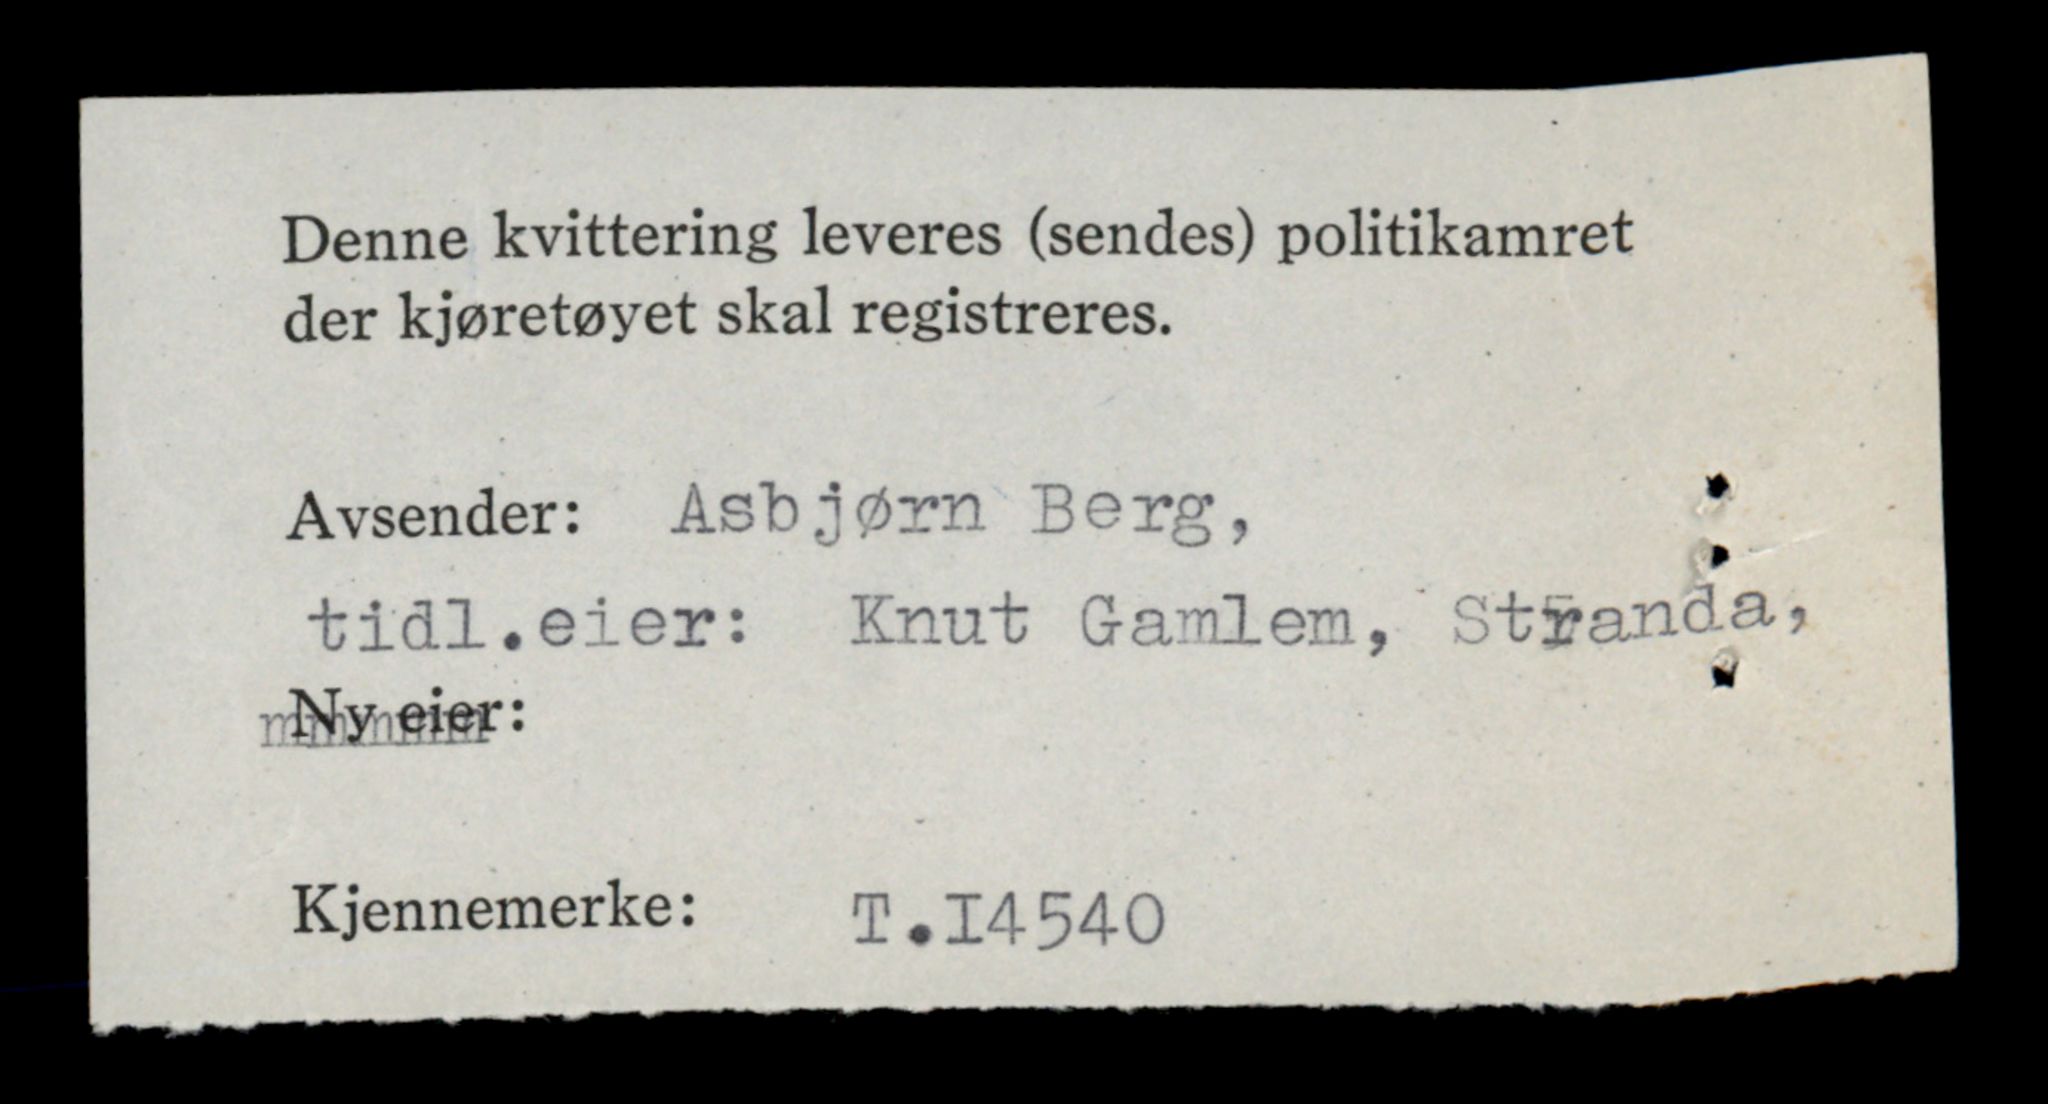 Denne kvittering leveres (sendes) politikamret
der kjøretøyet skal registreres.
Avsender: Asbjørn Berg,
tidl.eier: Knut Gamlem, Stranda,
Ny eier:
Kjennemerke: T.I4540